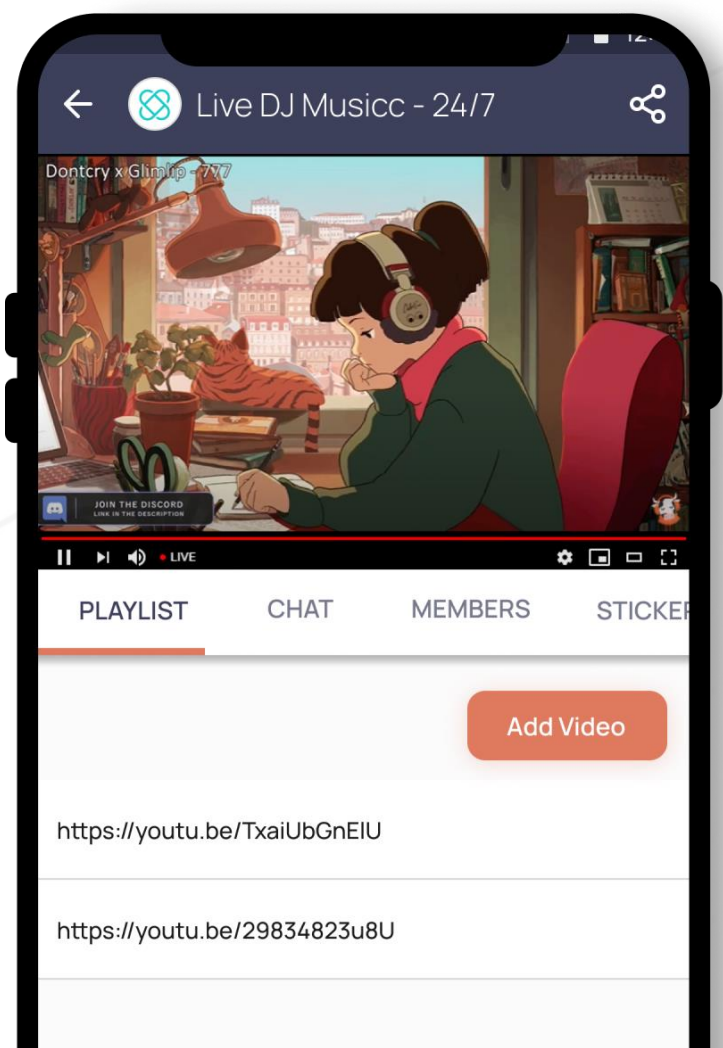 Live DJ Musicc - 24/7
Dontcry x Glimlip - 777
JOIN THE DISCORD
LINK IN THE DESCRIPTION
LIVE
PLAYLIST CHAT MEMBERS STICKER
Add Video
https://youtu.be/TxaiUbGnEIU
https://youtu.be/29834823u8U